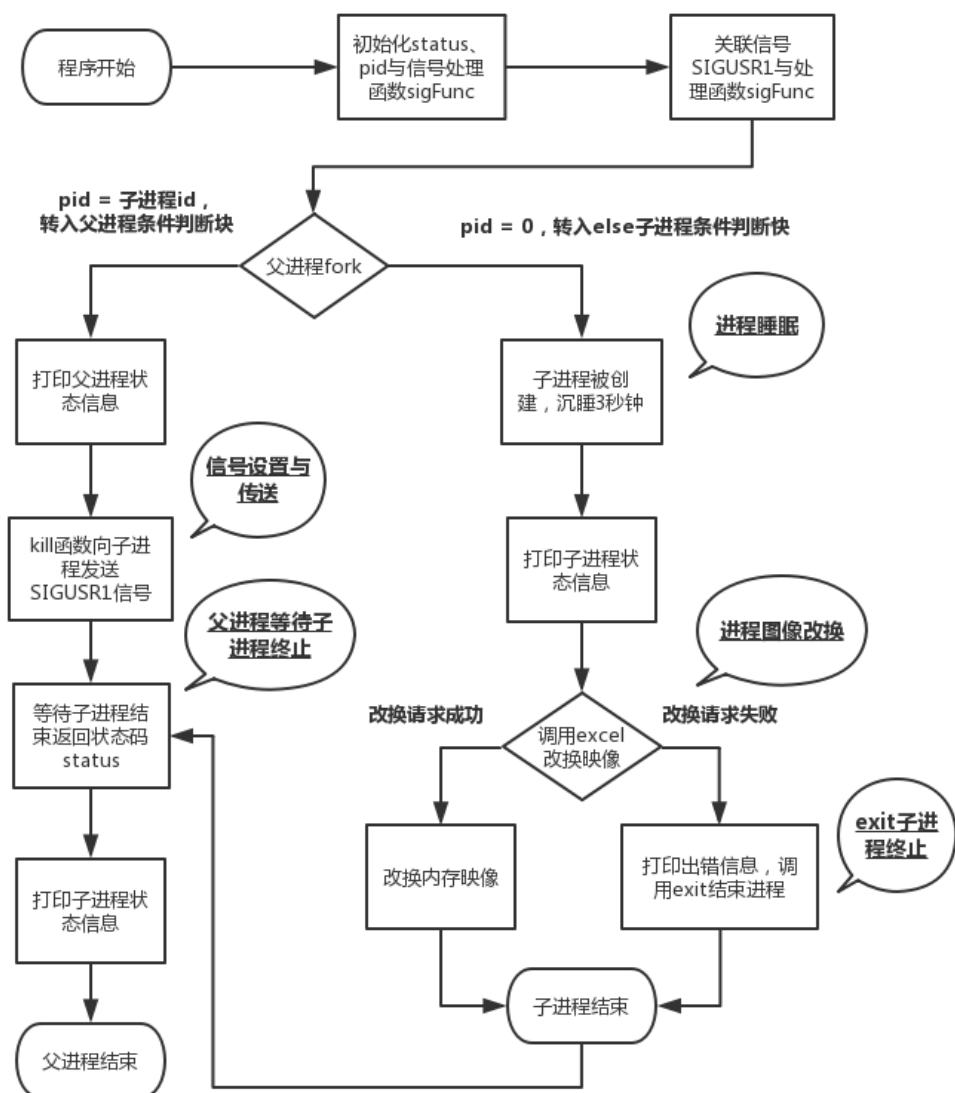 程序开始
初始化status、
pid与信号处理
函数sigFunc
关联信号
SIGUSR1与处
理函数sigFunc
pid = 子进程id，
转入父进程条件判断块
pid = 0，转入else子进程条件判断快
父进程fork
进程睡眠
打印父进程状
态信息
子进程被创
建，沉睡3秒钟
信号设置与
传送
kill函数向子进
程发送
SIGUSR1信号
打印子进程状
态信息
父进程等待子
进程终止
进程图像改换
等待子进程结
束返回状态码
status
改换请求成功
改换请求失败
调用excel
改换映像
exit子进
程终止
打印子进程状
态信息
改换内存映像
打印出错信息，调
用exit结束进程
子进程结束
父进程结束